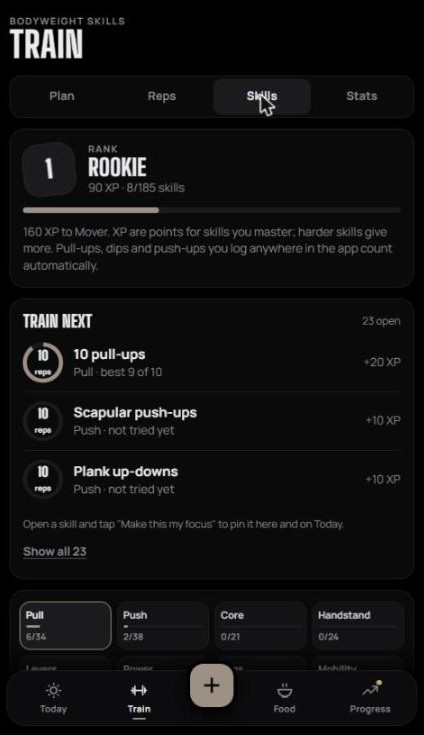 BODYWEIGHT SKILLS
TRAIN
Plan Reps Skills Stats
1
RANK
ROOKIE
90 XP · 8/185 skills
160 XP to Mover. XP are points for skills you master; harder skills give
more. Pull-ups, dips and push-ups you log anywhere in the app count
automatically.
TRAIN NEXT 23 open
10 reps
10 pull-ups
Pull · best 9 of 10
+20 XP
10 reps
Scapular push-ups
Push · not tried yet
+10 XP
10 reps
Plank up-downs
Push · not tried yet
+10 XP
Open a skill and tap "Make this my focus" to pin it here and on Today.
Show all 23
Pull Push Core Handstand
6/34 2/38 0/21 0/24
Levers Power Mobility
+
Today Train Food Progress